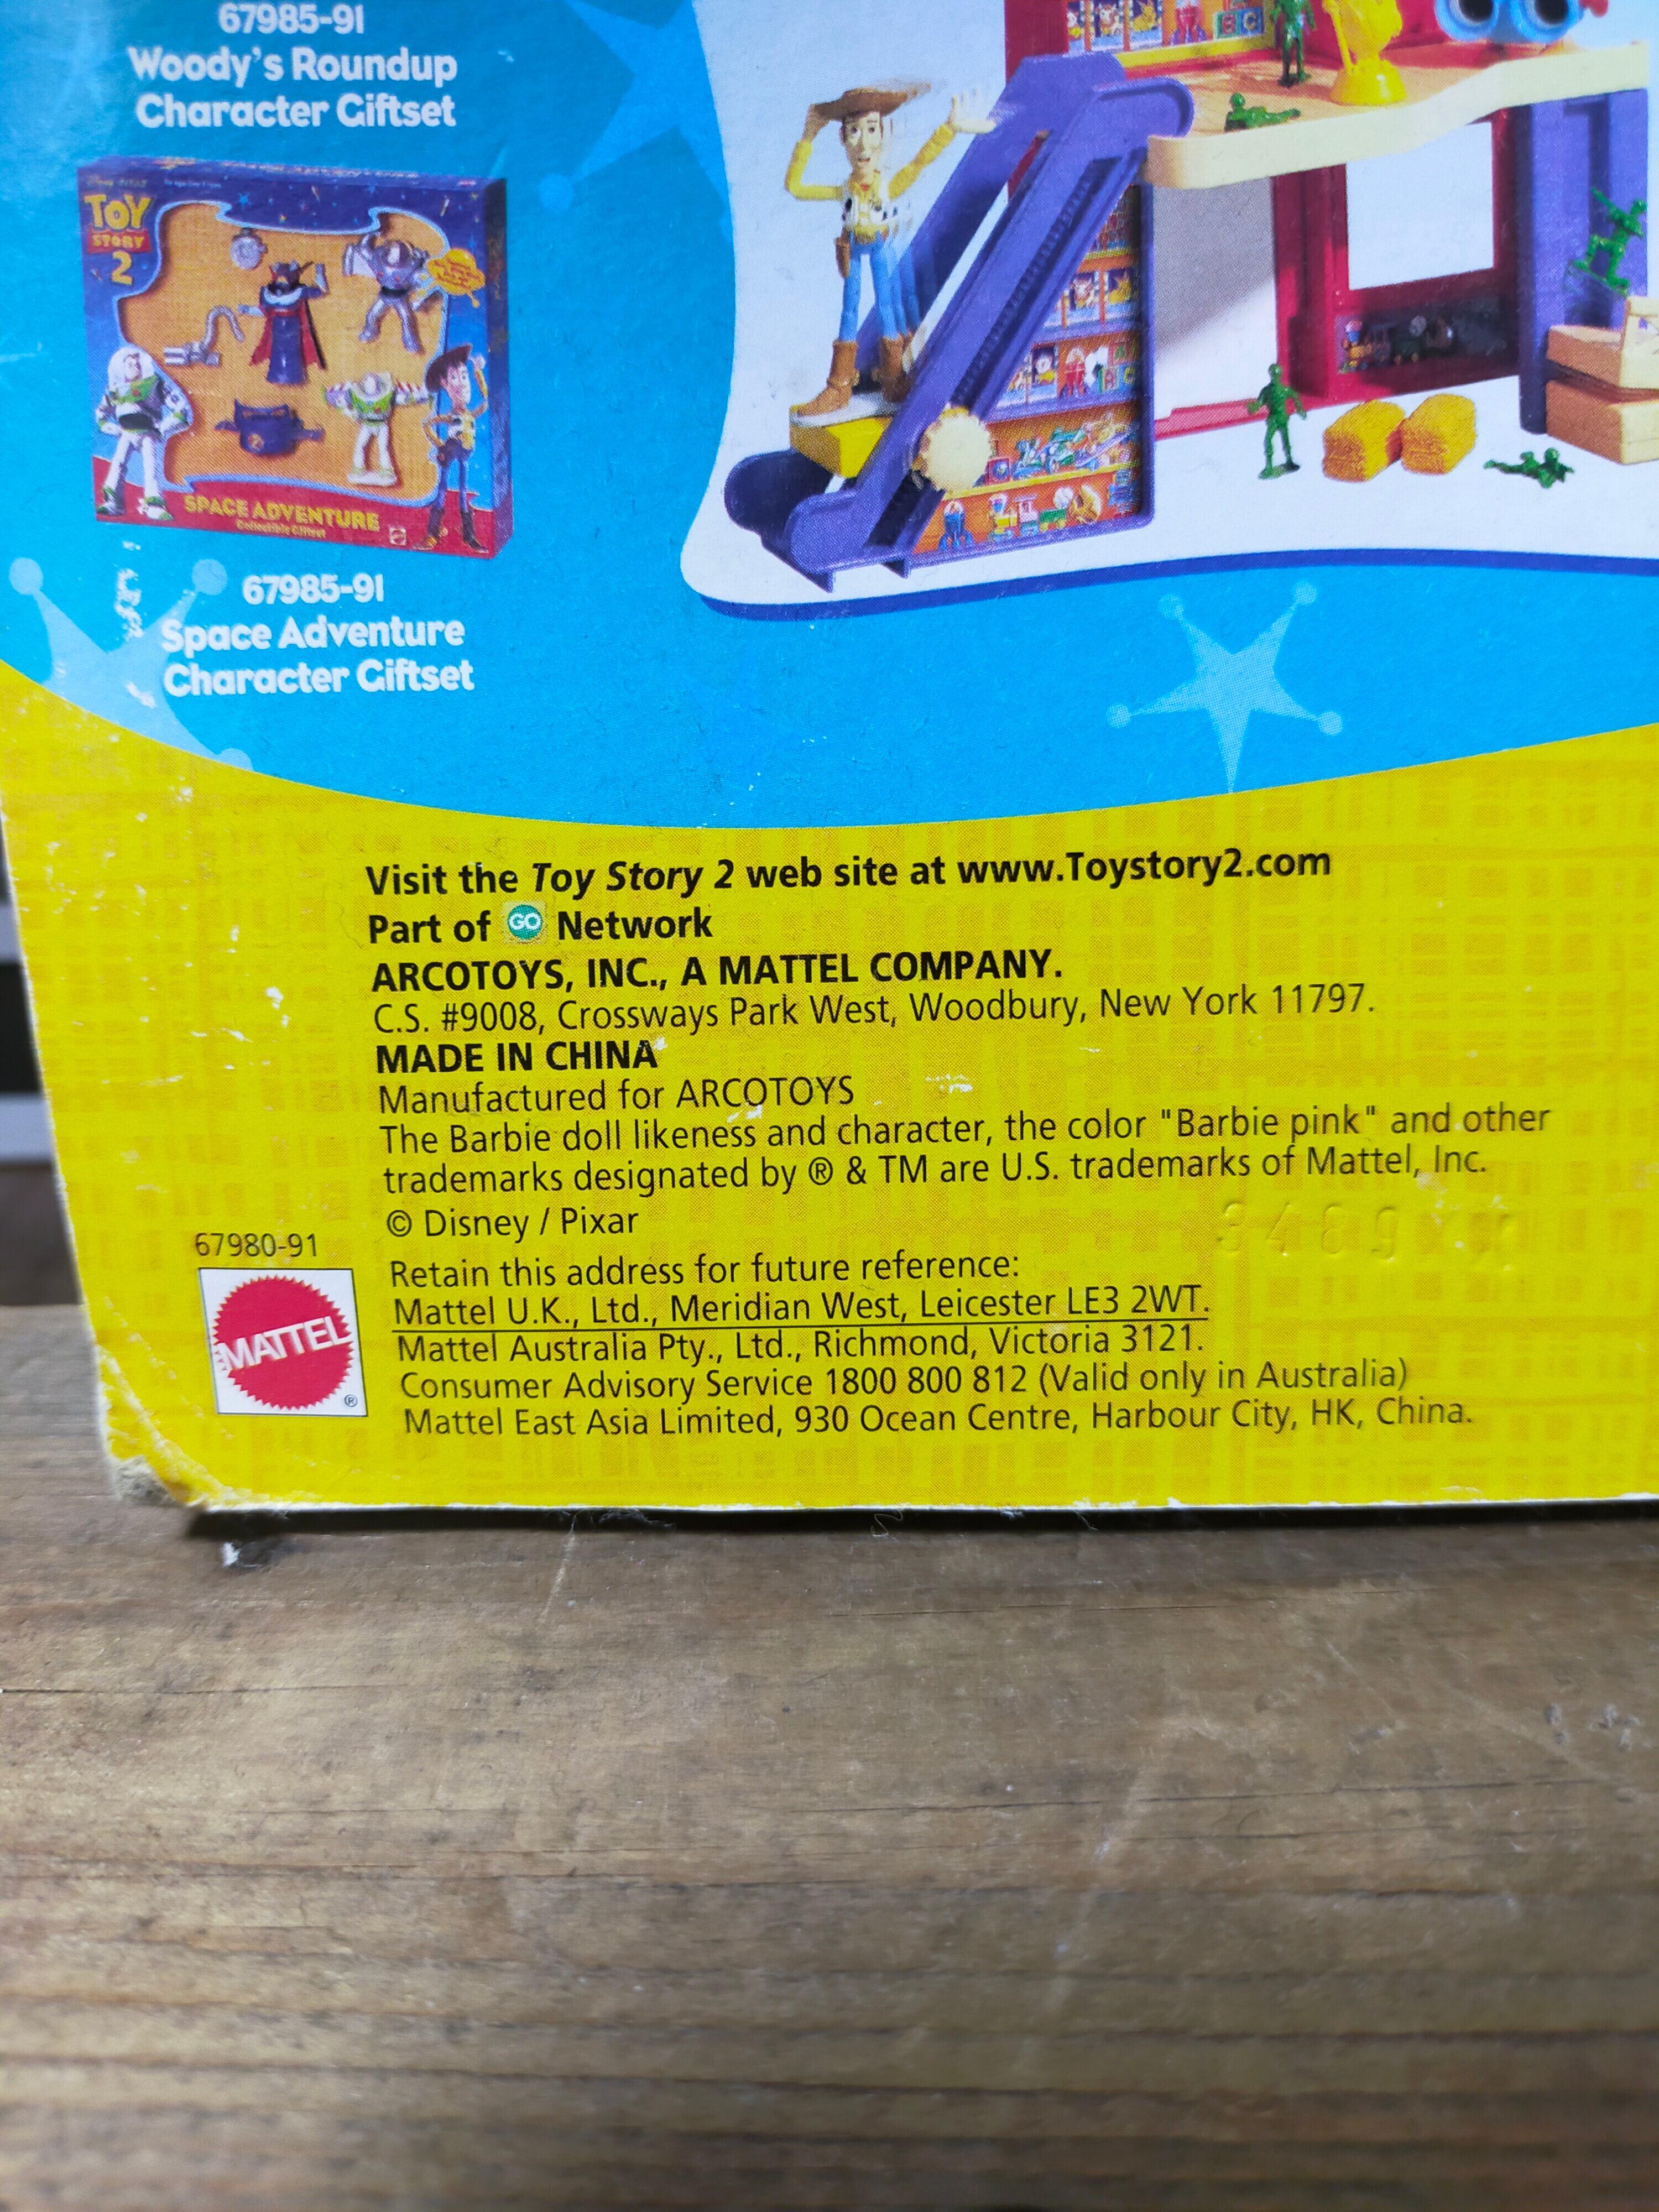 67985-91
Woody's Roundup
Character Giftset
TOY
STORY
2
SPACE ADVENTURE
Collectible Giftset
67985-91
Space Adventure
Character Giftset
Visit the Toy Story 2 web site at www.Toystory2.com
Part of GO Network
ARCOTOYS, INC., A MATTEL COMPANY.
C.S. #9008, Crossways Park West, Woodbury, New York 11797.
MADE IN CHINA
Manufactured for ARCOTOYS
The Barbie doll likeness and character, the color "Barbie pink" and other
trademarks designated by ® & TM are U.S. trademarks of Mattel, Inc.
© Disney / Pixar
67980-91
MATTEL
®
Retain this address for future reference:
Mattel U.K., Ltd., Meridian West, Leicester LE3 2WT.
Mattel Australia Pty., Ltd., Richmond, Victoria 3121.
Consumer Advisory Service 1800 800 812 (Valid only in Australia)
Mattel East Asia Limited, 930 Ocean Centre, Harbour City, HK, China.